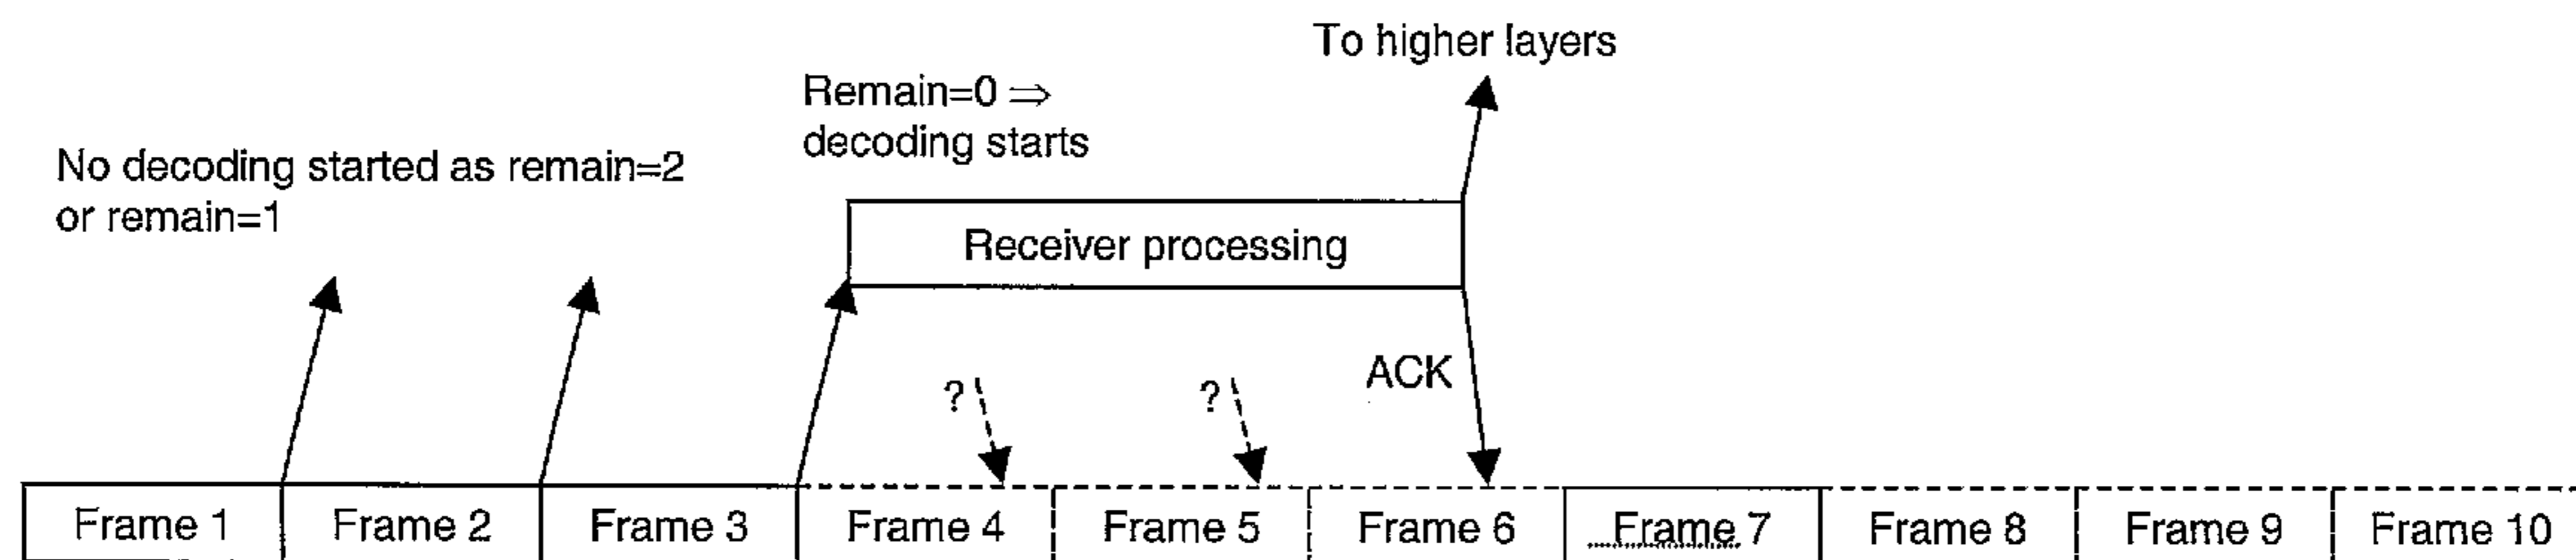 To higher layers
Remain=0 ⇒
decoding starts
No decoding started as remain=2
or remain=1
Receiver processing
?
?
ACK
Frame 1
Frame 2
Frame 3
Frame 4
Frame 5
Frame 6
Frame 7
Frame 8
Frame 9
Frame 10